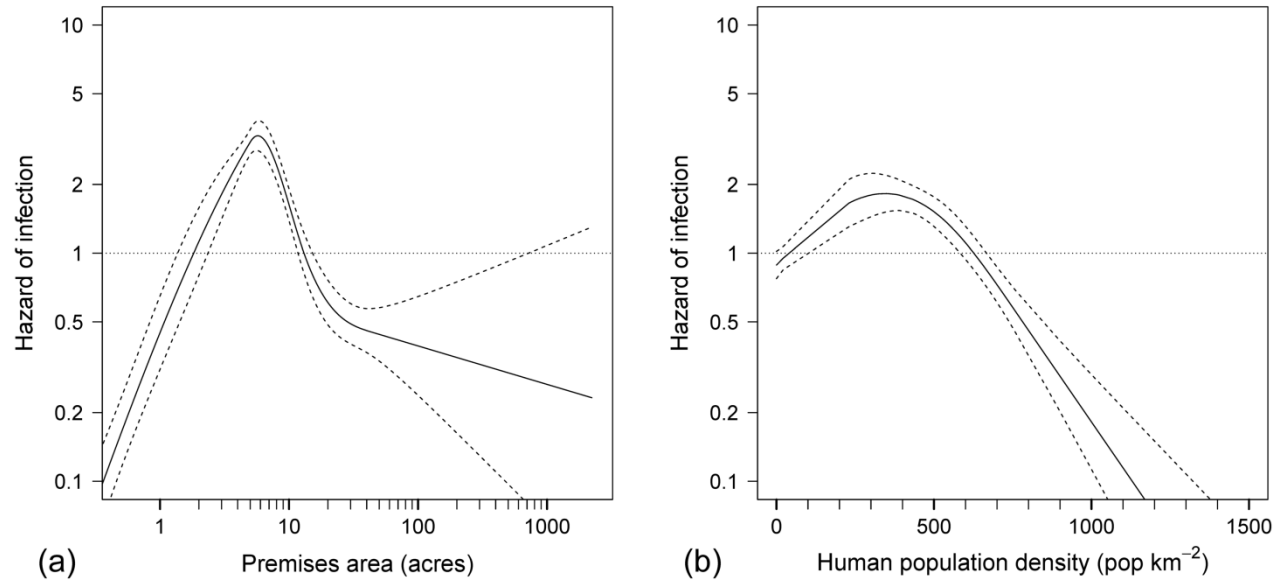 10
5
2
1
0.5
0.2
0.1
Hazard of infection
1 10 100 1000
(a) Premises area (acres)
10
5
2
1
0.5
0.2
0.1
Hazard of infection
0 500 1000 1500
(b) Human population density (pop km⁻²)